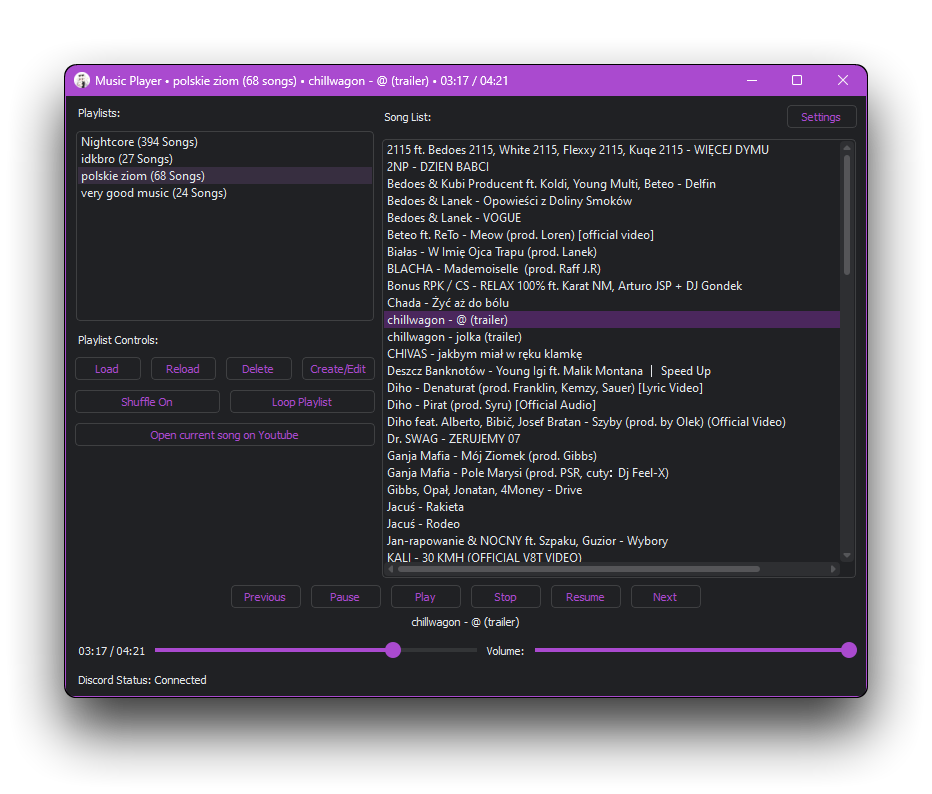 Music Player • polskie ziom (68 songs) • chillwagon - @ (trailer) • 03:17 / 04:21
Playlists:
Nightcore (394 Songs)
idkbro (27 Songs)
polskie ziom (68 Songs)
very good music (24 Songs)
Playlist Controls:
Load Reload Delete Create/Edit
Shuffle On Loop Playlist
Open current song on Youtube
Song List:
Settings
2115 ft. Bedoes 2115, White 2115, Flexxy 2115, Kuqe 2115 - WIĘCEJ DYMU
2NP - DZIEN BABCI
Bedoes & Kubi Producent ft. Koldi, Young Multi, Beteo - Delfin
Bedoes & Lanek - Opowieści z Doliny Smoków
Bedoes & Lanek - VOGUE
Beteo ft. ReTo - Meow (prod. Loren) [official video]
Białas - W Imię Ojca Trapu (prod. Lanek)
BLACHA - Mademoiselle (prod. Raff J.R)
Bonus RPK / CS - RELAX 100% ft. Karat NM, Arturo JSP + DJ Gondek
Chada - Żyć aż do bólu
chillwagon - @ (trailer)
chillwagon - jolka (trailer)
CHIVAS - jakbym miał w ręku klamkę
Deszcz Banknotów - Young Igi ft. Malik Montana | Speed Up
Diho - Denaturat (prod. Franklin, Kemzy, Sauer) [Lyric Video]
Diho - Pirat (prod. Syru) [Official Audio]
Diho feat. Alberto, Bibič, Josef Bratan - Szyby (prod. by Olek) (Official Video)
Dr. SWAG - ZERUJEMY 07
Ganja Mafia - Mój Ziomek (prod. Gibbs)
Ganja Mafia - Pole Marysi (prod. PSR, cuty: Dj Feel-X)
Gibbs, Opał, Jonatan, 4Money - Drive
Jacuś - Rakieta
Jacuś - Rodeo
Jan-rapowanie & NOCNY ft. Szpaku, Guzior - Wybory
KALI - 30 KMH (OFFICIAL V8T VIDEO)
Previous Pause Play Stop Resume Next
chillwagon - @ (trailer)
03:17 / 04:21 Volume:
Discord Status: Connected